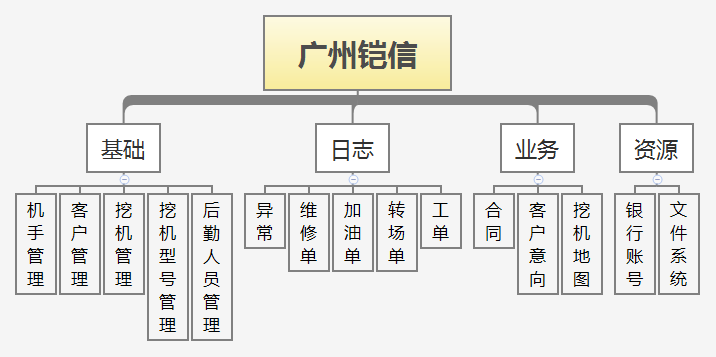 广州铠信
基础
日志
业务
资源
机手管理
客户管理
挖机管理
挖机型号管理
后勤人员管理
异常
维修单
加油单
转场单
工单
合同
客户意向
挖机地图
银行账号
文件系统